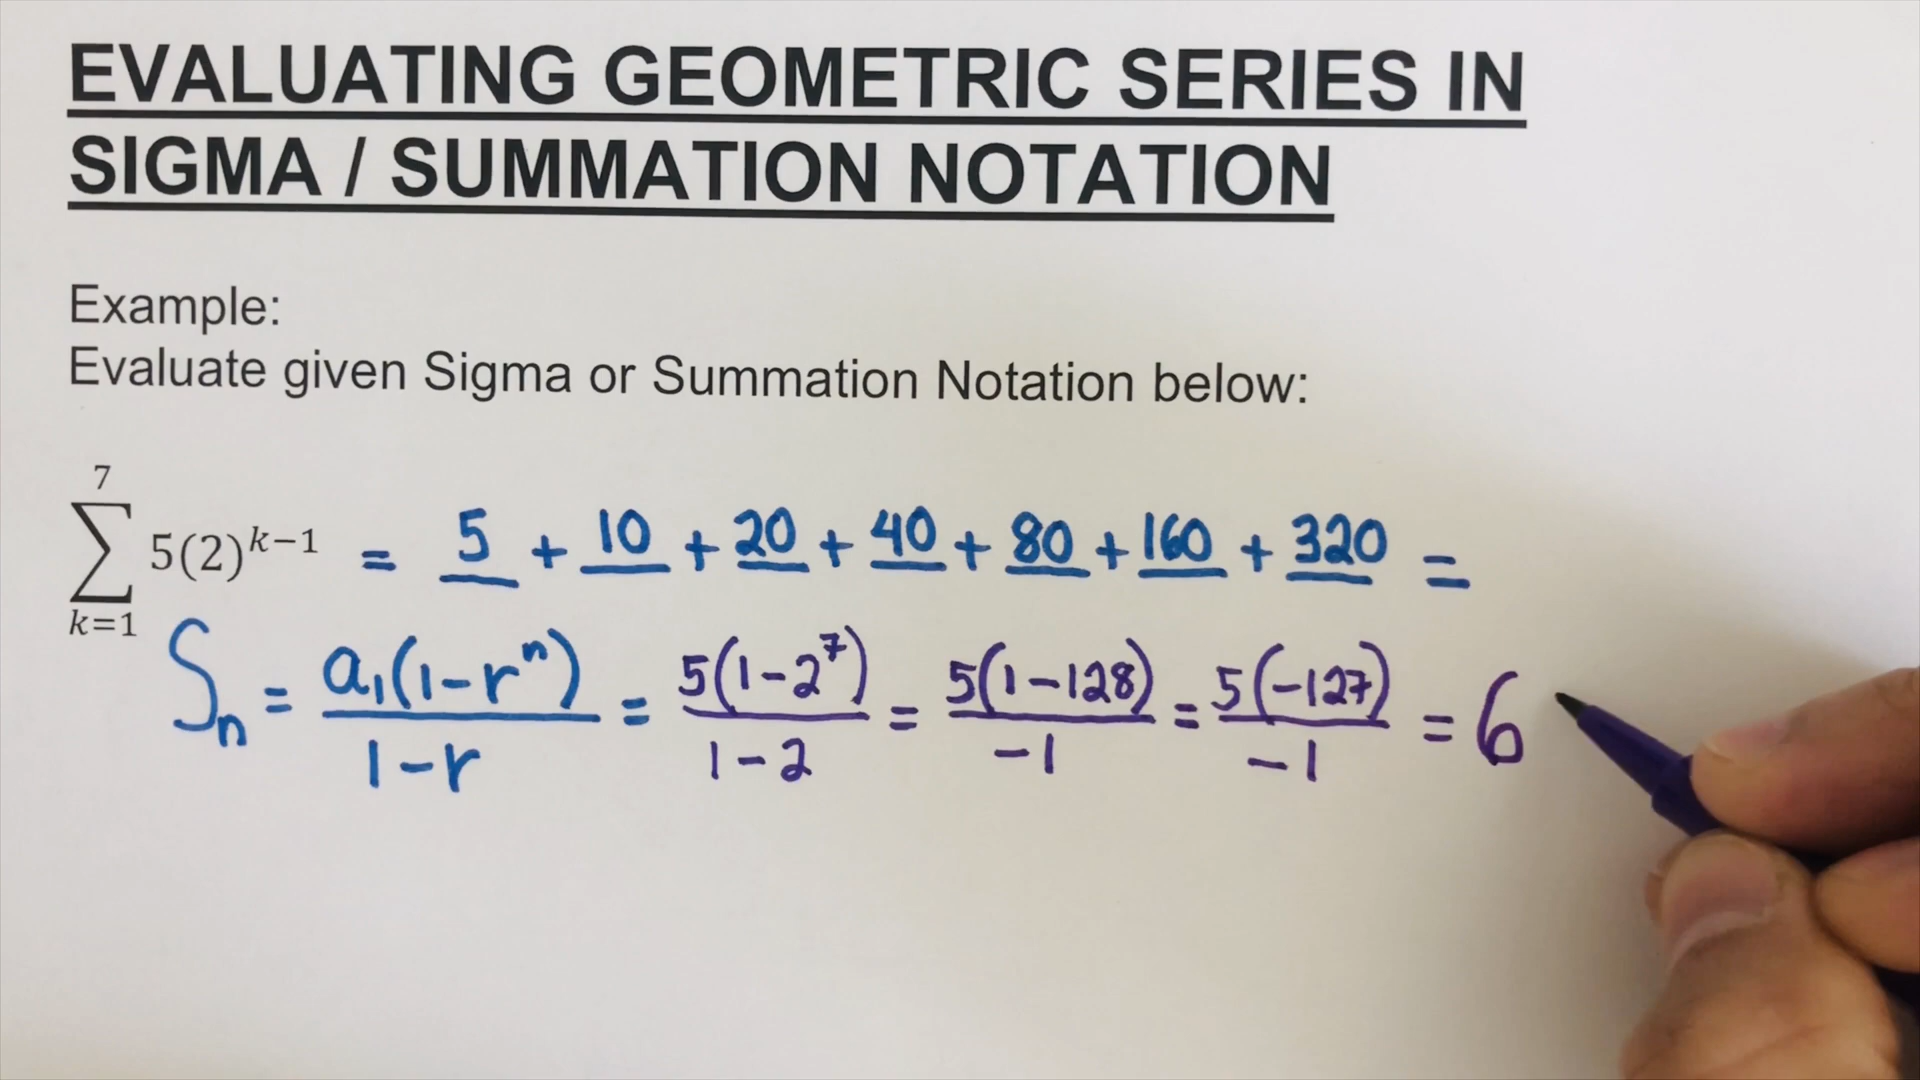 EVALUATING GEOMETRIC SERIES IN
SIGMA / SUMMATION NOTATION
Example:
Evaluate given Sigma or Summation Notation below:
∑_{k=1}^{7} 5(2)^{k−1} = 5 + 10 + 20 + 40 + 80 + 160 + 320 =
Sₙ = a₁(1−rⁿ)/(1−r) = 5(1−2⁷)/(1−2) = 5(1−128)/(−1) = 5(−127)/(−1) = 6